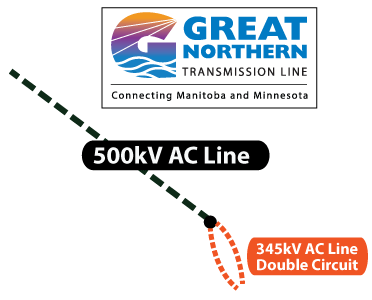 GREAT
NORTHERN
TRANSMISSION LINE
Connecting Manitoba and Minnesota
500kV AC Line
345kV AC Line
Double Circuit